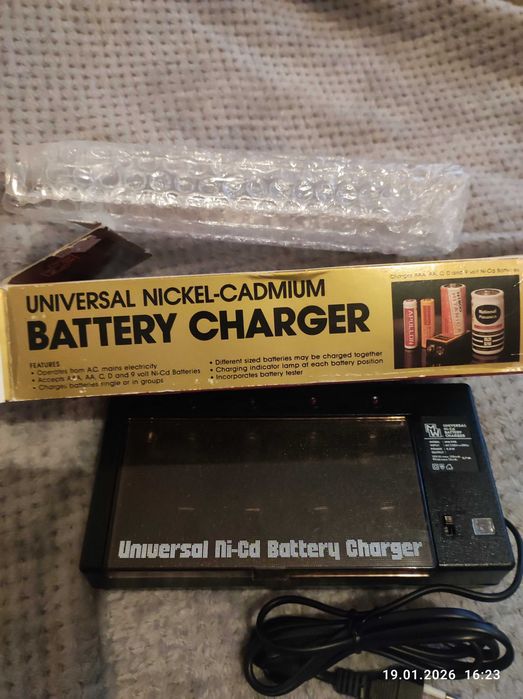 Charges AAA, AA, C, D and 9 volt Ni-Cd Batteries
UNIVERSAL NICKEL-CADMIUM
BATTERY CHARGER
FEATURES
• Operates from A.C. mains electricity
• Accepts AAA, AA, C, D and 9 volt Ni-Cd Batteries
• Charges batteries single or in groups
• Different sized batteries may be charged together
• Charging indicator lamp at each battery position
• Incorporates battery tester
National
Panasonic
UNIVERSAL
Ni-Cd
BATTERY
CHARGER
Universal Ni-Cd Battery Charger
19.01.2026 16:23